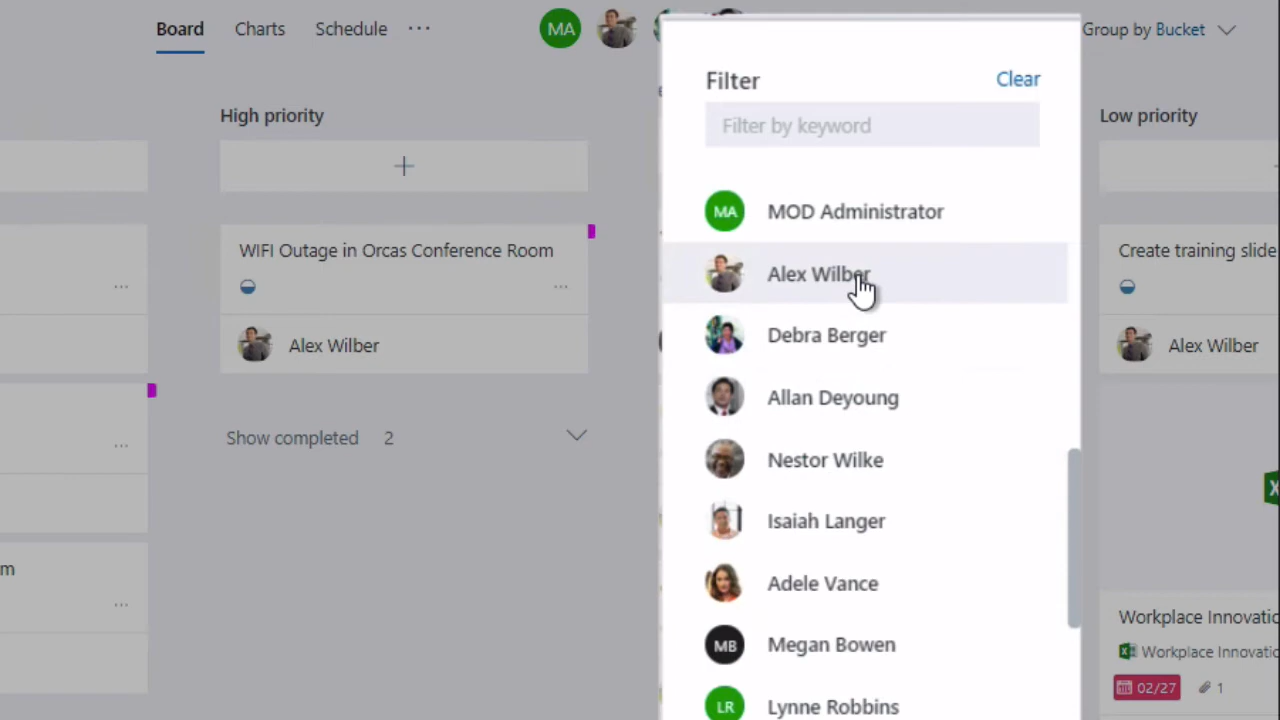 Board Charts Schedule ...
MA
Group by Bucket
High priority
WIFI Outage in Orcas Conference Room
Alex Wilber
Show completed 2
m
Filter Clear
Filter by keyword
MA MOD Administrator
Alex Wilber
Debra Berger
Allan Deyoung
Nestor Wilke
Isaiah Langer
Adele Vance
MB Megan Bowen
LR Lynne Robbins
Low priority
Create training slide
Alex Wilber
X
Workplace Innovatio
Workplace Innovatic
02/27 1